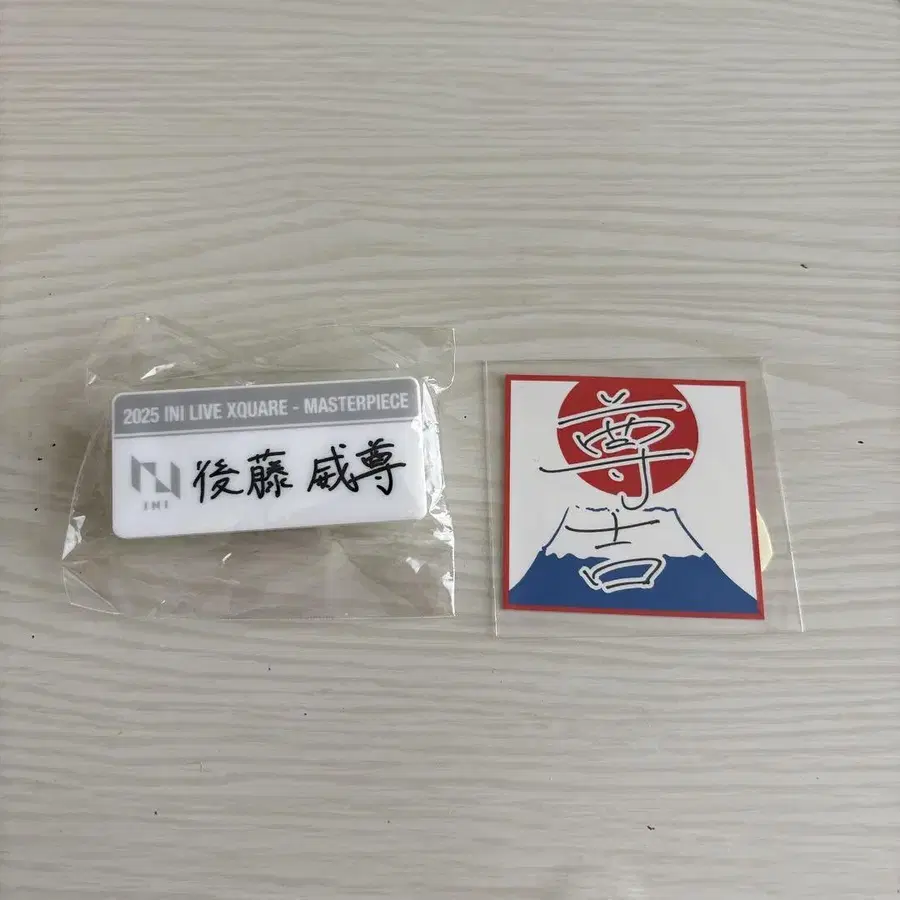 2025 INI LIVE XQUARE - MASTERPIECE
INI
後藤 威尊
尊
吉